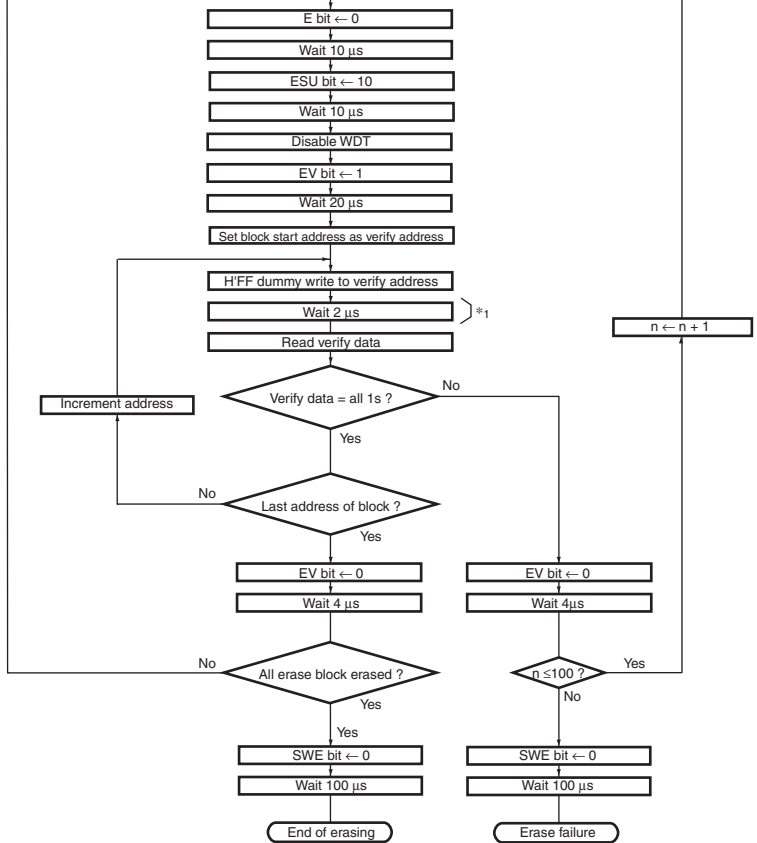 E bit ← 0
Wait 10 µs
ESU bit ← 10
Wait 10 µs
Disable WDT
EV bit ← 1
Wait 20 µs
Set block start address as verify address
H'FF dummy write to verify address
Wait 2 µs
*1
n ← n + 1
Read verify data
Increment address
Verify data = all 1s ?
No
Yes
No
Last address of block ?
Yes
EV bit ← 0
EV bit ← 0
Wait 4 µs
Wait 4µs
No
All erase block erased ?
Yes
n ≤100 ?
Yes
No
Yes
SWE bit ← 0
SWE bit ← 0
Wait 100 µs
Wait 100 µs
End of erasing
Erase failure